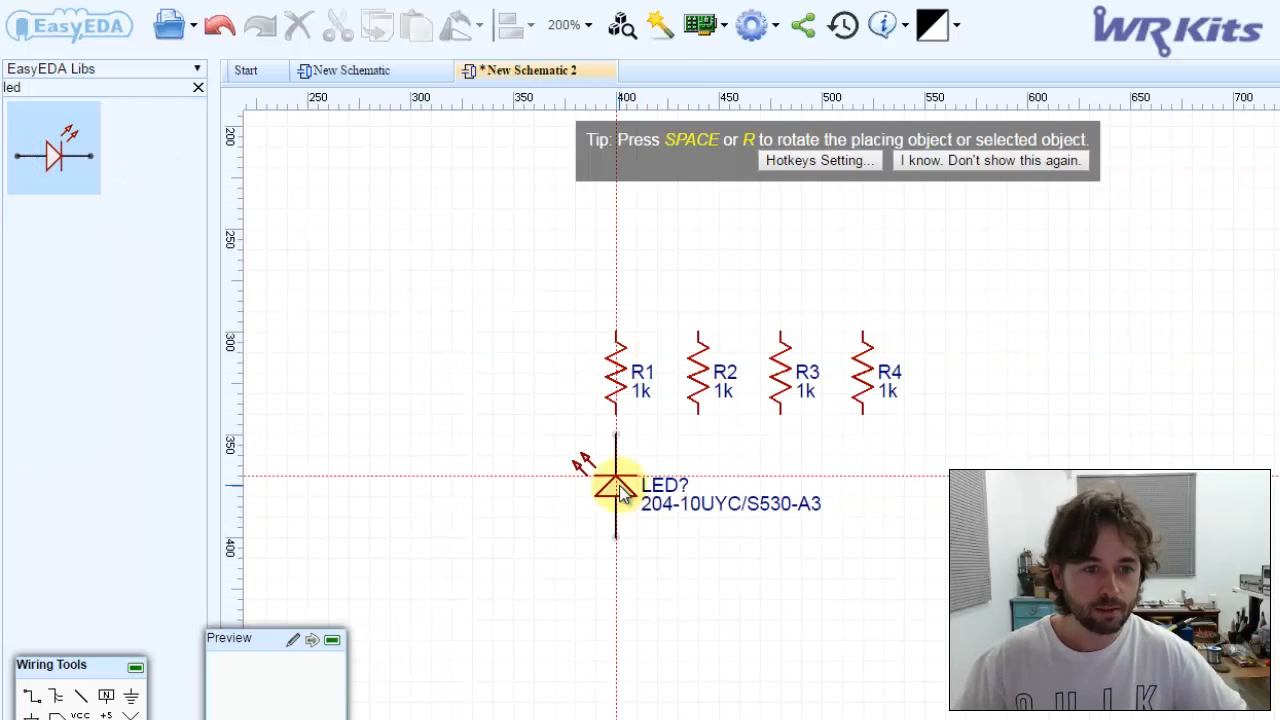 EasyEDA
200%
WRKits
EasyEDA Libs
Start
New Schematic
*New Schematic 2
led
250 300 350 400 450 500 550 600 650 700
200
250
300
350
400
Tip: Press SPACE or R to rotate the placing object or selected object.
Hotkeys Setting...
I know. Don't show this again.
R1
1k
R2
1k
R3
1k
R4
1k
LED?
204-10UYC/S530-A3
Preview
Wiring Tools
N
VCC
+5
QUIK